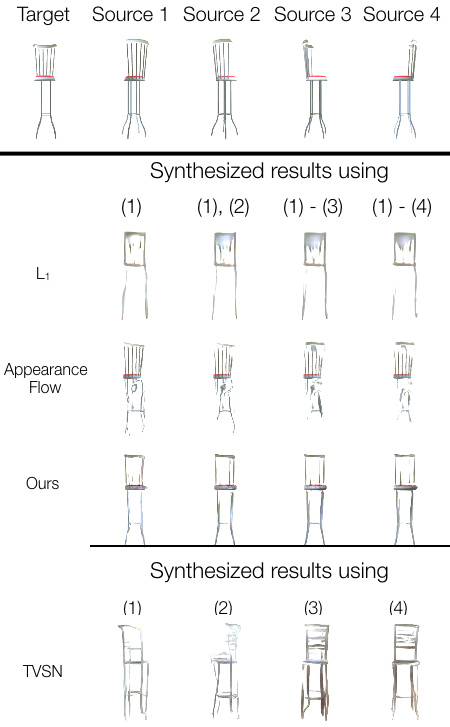 Target Source 1 Source 2 Source 3 Source 4
Synthesized results using
(1) (1), (2) (1) - (3) (1) - (4)
L₁
Appearance
Flow
Ours
Synthesized results using
(1) (2) (3) (4)
TVSN